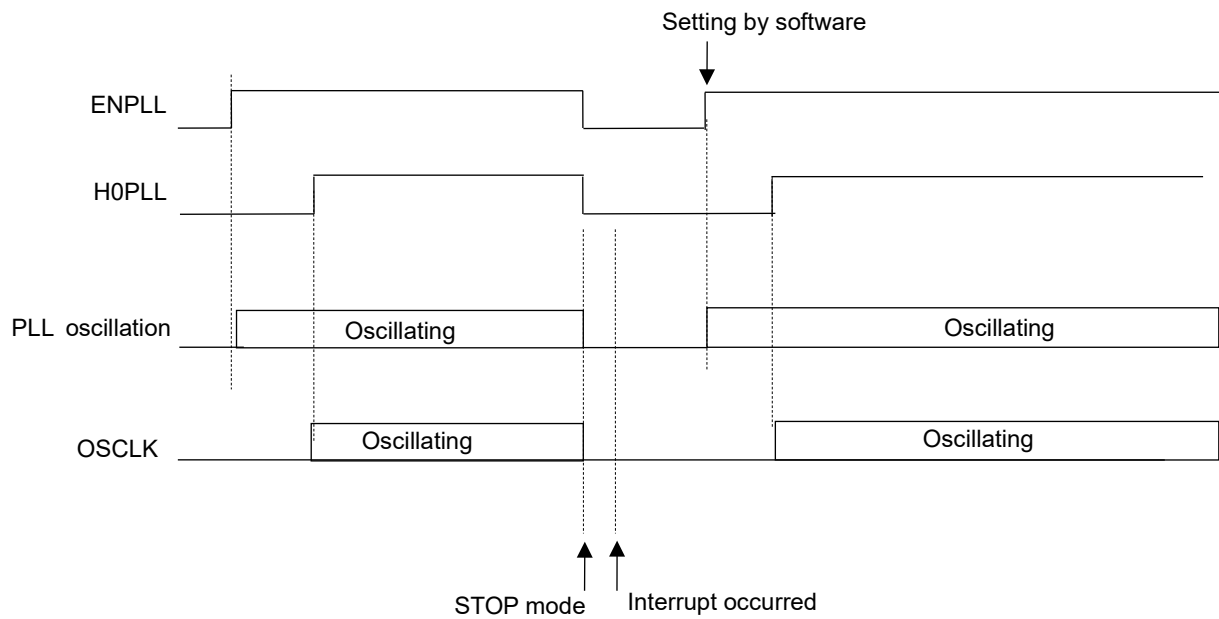 Setting by software
ENPLL
H0PLL
PLL oscillation
Oscillating
Oscillating
OSCLK
Oscillating
Oscillating
STOP mode
Interrupt occurred